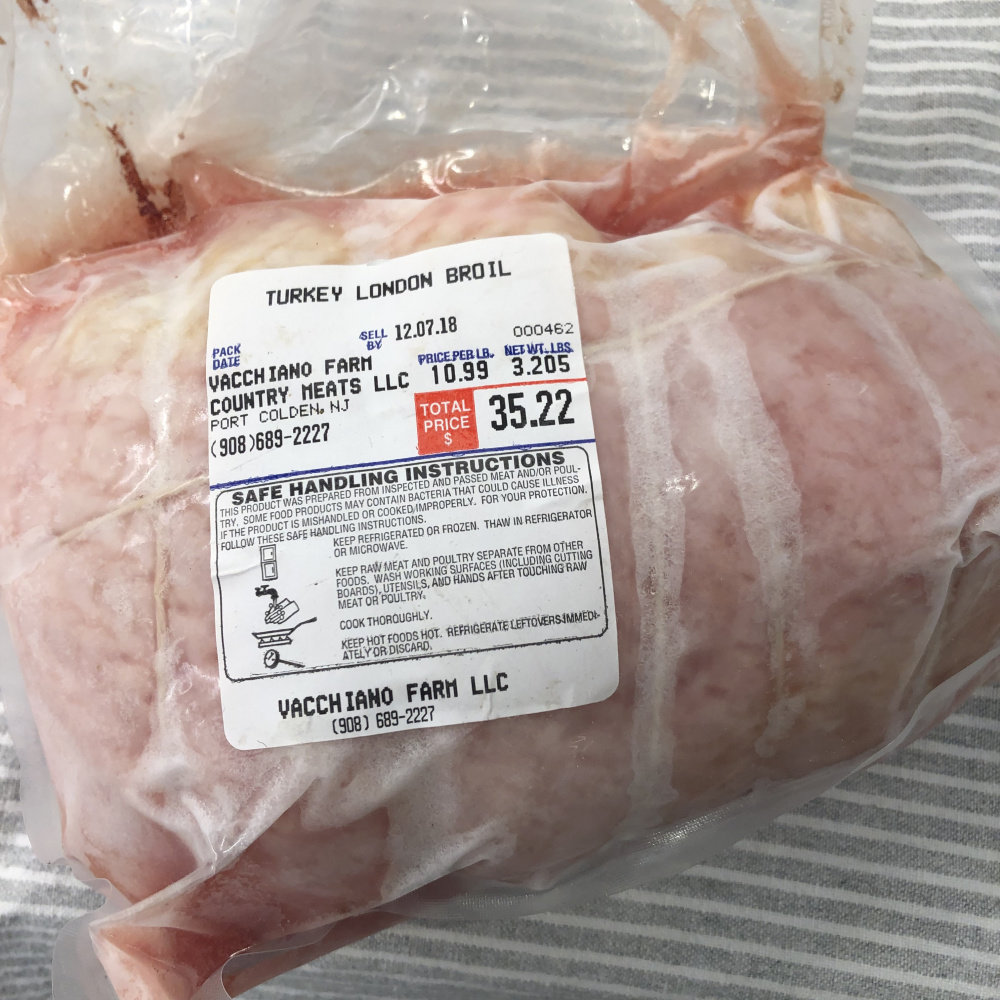 TURKEY LONDON BROIL
SELL BY 12.07.18 000462
PACK DATE
VACCHIANO FARM PRICE PER LB. NET WT. LBS.
COUNTRY MEATS LLC 10.99 3.205
PORT COLDEN, NJ
(908)689-2227
TOTAL PRICE $ 35.22
SAFE HANDLING INSTRUCTIONS
THIS PRODUCT WAS PREPARED FROM INSPECTED AND PASSED MEAT AND/OR POUL-
TRY. SOME FOOD PRODUCTS MAY CONTAIN BACTERIA THAT COULD CAUSE ILLNESS
IF THE PRODUCT IS MISHANDLED OR COOKED IMPROPERLY. FOR YOUR PROTECTION,
FOLLOW THESE SAFE HANDLING INSTRUCTIONS.
KEEP REFRIGERATED OR FROZEN. THAW IN REFRIGERATOR
OR MICROWAVE.
KEEP RAW MEAT AND POULTRY SEPARATE FROM OTHER
FOODS. WASH WORKING SURFACES (INCLUDING CUTTING
BOARDS), UTENSILS, AND HANDS AFTER TOUCHING RAW
MEAT OR POULTRY.
COOK THOROUGHLY.
KEEP HOT FOODS HOT. REFRIGERATE LEFTOVERS IMMEDI-
ATELY OR DISCARD.
VACCHIANO FARM LLC
(908) 689-2227